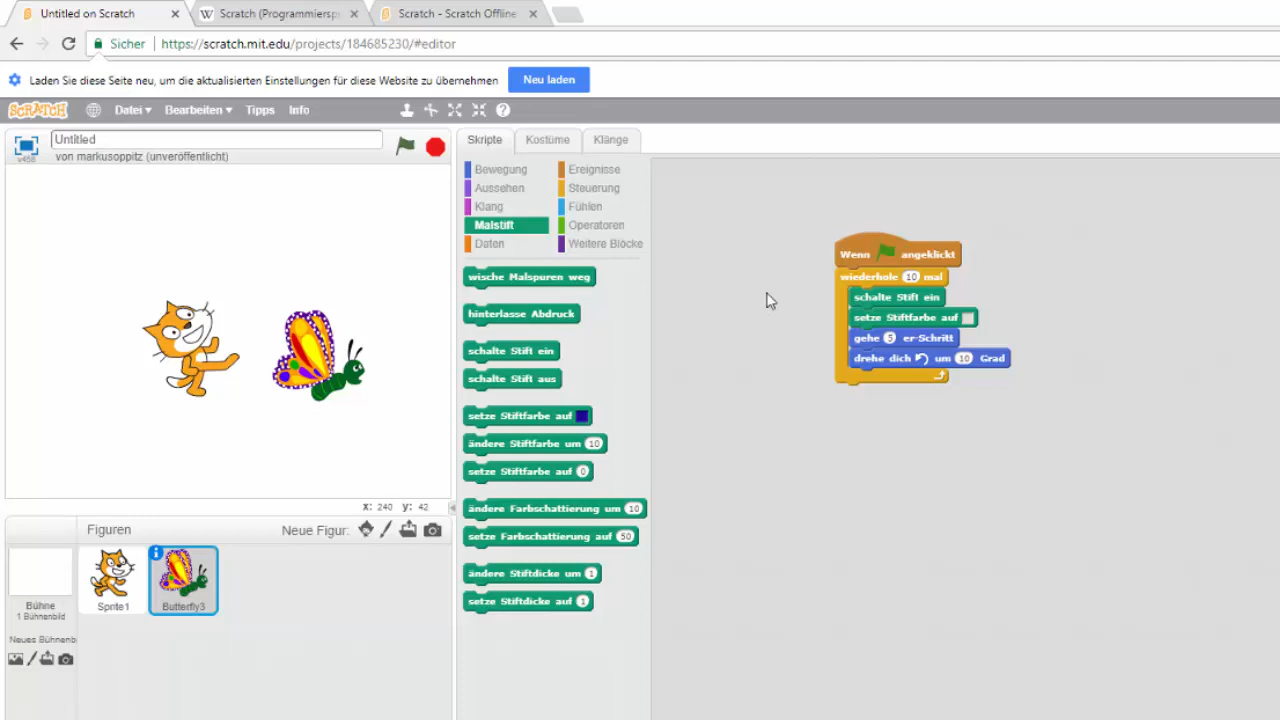 Untitled on Scratch
Scratch (Programmiersp
Scratch - Scratch Offline
Sicher
https://scratch.mit.edu/projects/184685230/#editor
Laden Sie diese Seite neu, um die aktualisierten Einstellungen für diese Website zu übernehmen
Neu laden
SCRATCH
Datei
Bearbeiten
Tipps
Info
Untitled
von markusoppitz (unveröffentlicht)
Skripte
Kostüme
Klänge
Bewegung
Ereignisse
Aussehen
Steuerung
Klang
Fühlen
Malstift
Operatoren
Daten
Weitere Blöcke
wische Malspuren weg
hinterlasse Abdruck
schalte Stift ein
schalte Stift aus
setze Stiftfarbe auf
ändere Stiftfarbe um 10
setze Stiftfarbe auf 0
ändere Farbschattierung um 10
setze Farbschattierung auf 50
ändere Stiftdicke um 1
setze Stiftdicke auf 1
Wenn angeklickt
wiederhole 10 mal
schalte Stift ein
setze Stiftfarbe auf
gehe 5 er-Schritt
drehe dich um 10 Grad
x: 240 y: 42
Figuren
Neue Figur:
Bühne
1 Bühnenbild
Neues Bühnenb
Sprite1
Butterfly3